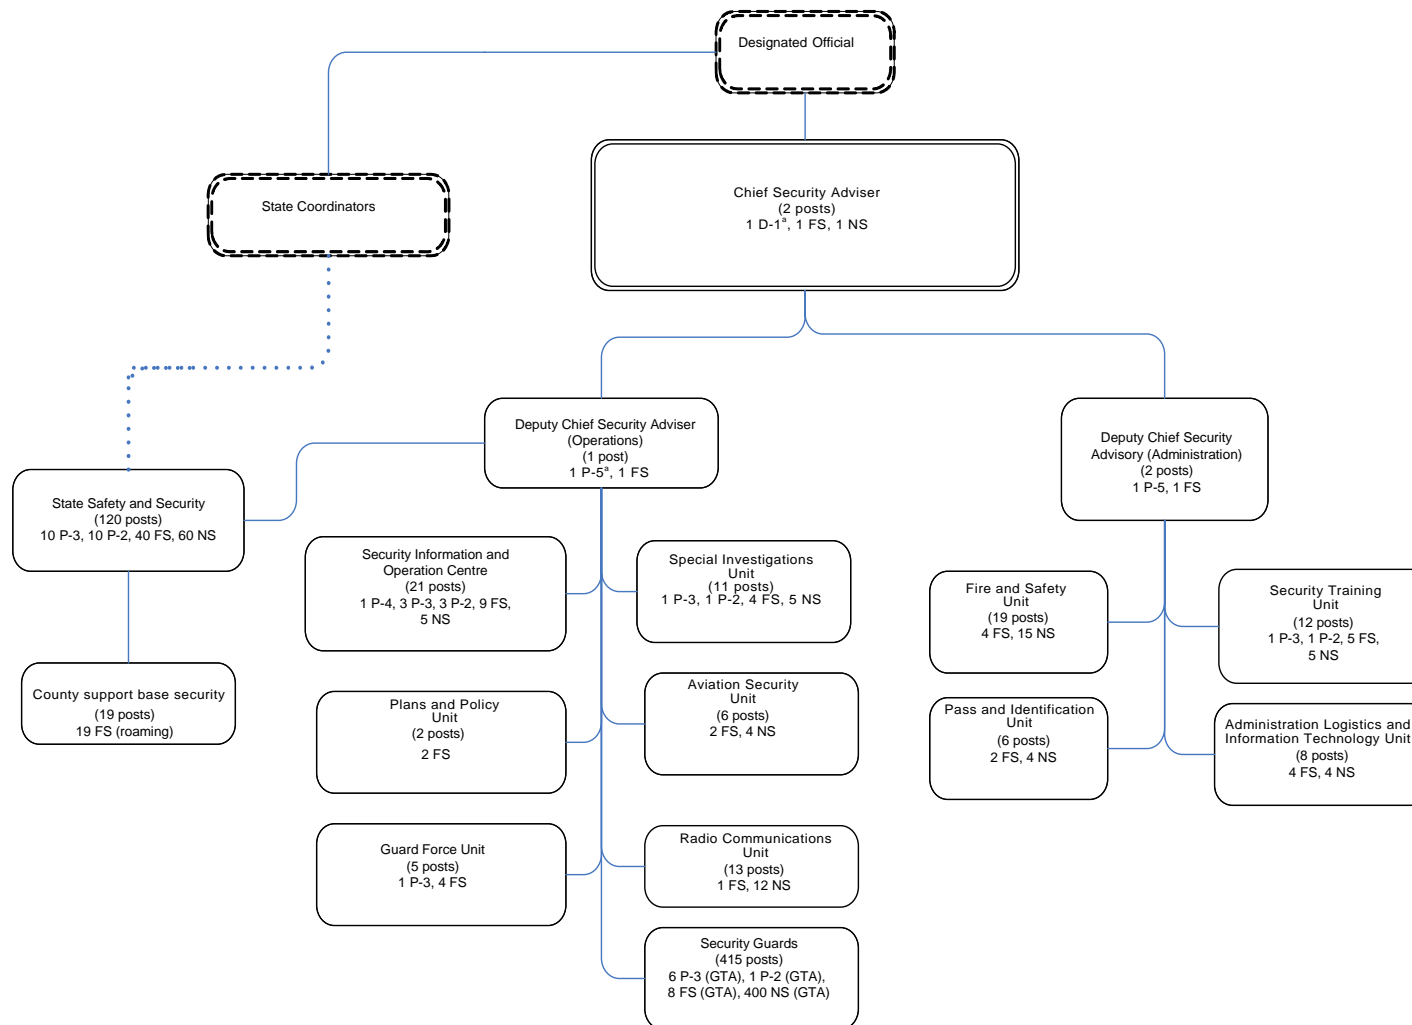 Designated Official
State Coordinators
Chief Security Adviser
(2 posts)
1 D-1ª, 1 FS, 1 NS
Deputy Chief Security Adviser
(Operations)
(1 post)
1 P-5ª, 1 FS
Deputy Chief Security
Advisory (Administration)
(2 posts)
1 P-5, 1 FS
State Safety and Security
(120 posts)
10 P-3, 10 P-2, 40 FS, 60 NS
County support base security
(19 posts)
19 FS (roaming)
Security Information and
Operation Centre
(21 posts)
1 P-4, 3 P-3, 3 P-2, 9 FS,
5 NS
Special Investigations
Unit
(11 posts)
1 P-3, 1 P-2, 4 FS, 5 NS
Plans and Policy
Unit
(2 posts)
2 FS
Aviation Security
Unit
(6 posts)
2 FS, 4 NS
Guard Force Unit
(5 posts)
1 P-3, 4 FS
Radio Communications
Unit
(13 posts)
1 FS, 12 NS
Security Guards
(415 posts)
6 P-3 (GTA), 1 P-2 (GTA),
8 FS (GTA), 400 NS (GTA)
Fire and Safety
Unit
(19 posts)
4 FS, 15 NS
Security Training
Unit
(12 posts)
1 P-3, 1 P-2, 5 FS,
5 NS
Pass and Identification
Unit
(6 posts)
2 FS, 4 NS
Administration Logistics and
Information Technology Unit
(8 posts)
4 FS, 4 NS